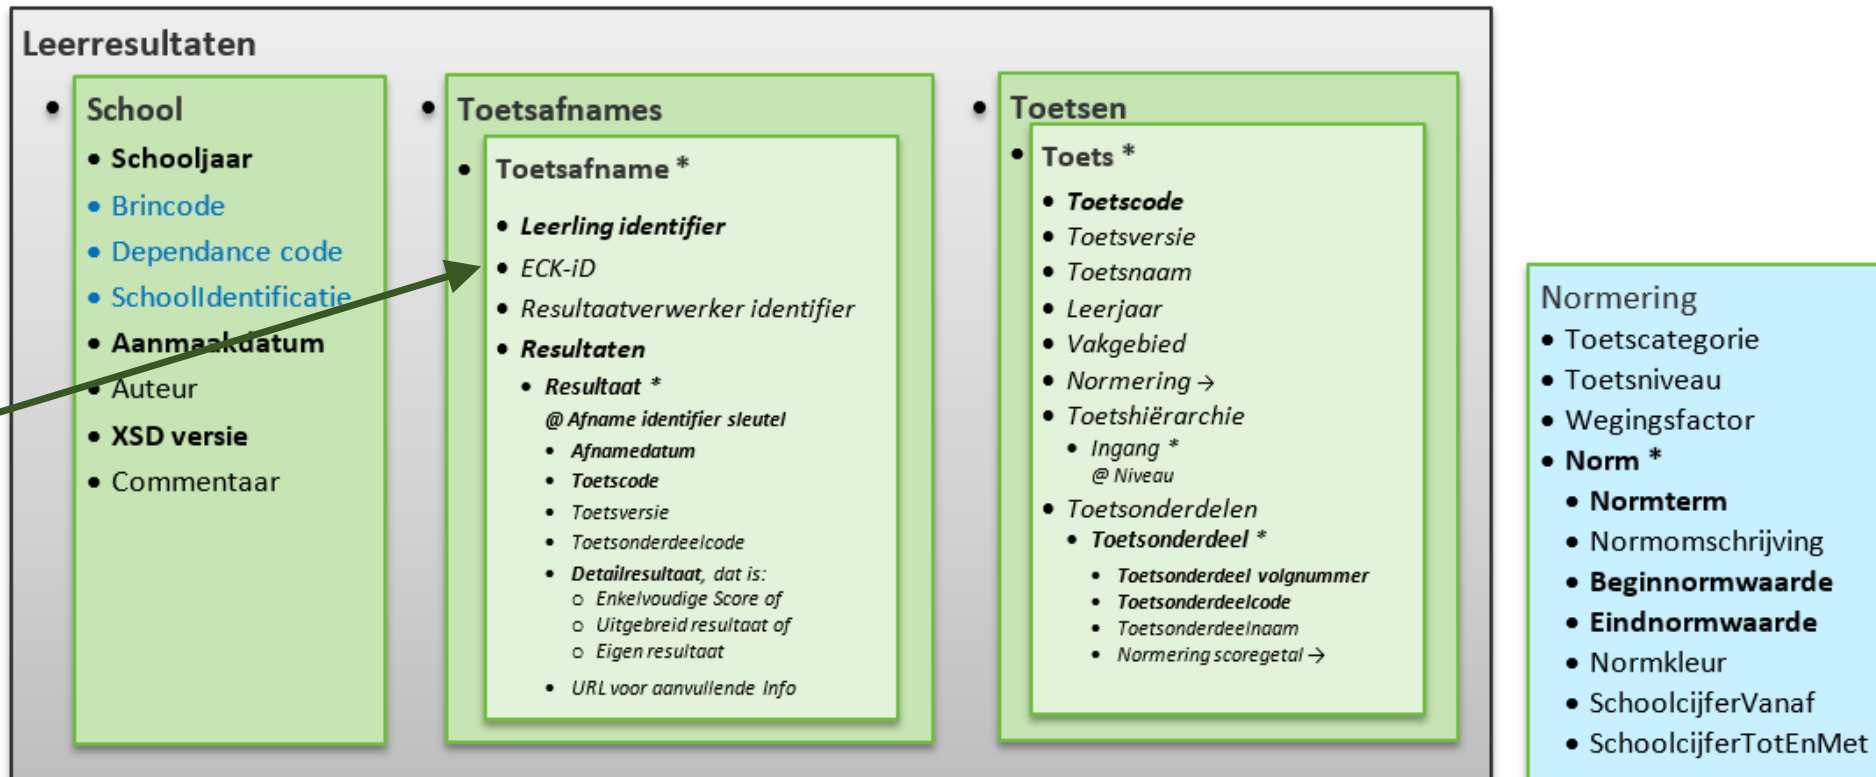 Leerresultaten
School
Schooljaar
Brincode
Dependance code
SchoolIdentificatie
Aanmaakdatum
Auteur
XSD versie
Commentaar
Toetsafnames
Toetsafname *
Leerling identifier
ECK-iD
Resultaatverwerker identifier
Resultaten
Resultaat *
@ Afname identifier sleutel
Afnamedatum
Toetscode
Toetsversie
Toetsonderdeelcode
Detailresultaat, dat is:
Enkelvoudige Score of
Uitgebreid resultaat of
Eigen resultaat
URL voor aanvullende Info
Toetsen
Toets *
Toetscode
Toetsversie
Toetsnaam
Leerjaar
Vakgebied
Normering →
Toetshiërarchie
Ingang *
@ Niveau
Toetsonderdelen
Toetsonderdeel *
Toetsonderdeel volgnummer
Toetsonderdeelcode
Toetsonderdeelnaam
Normering scoregetal →
Normering
Toetscategorie
Toetsniveau
Wegingsfactor
Norm *
Normterm
Normomschrijving
Beginnormwaarde
Eindnormwaarde
Normkleur
SchoolcijferVanaf
SchoolcijferTotEnMet